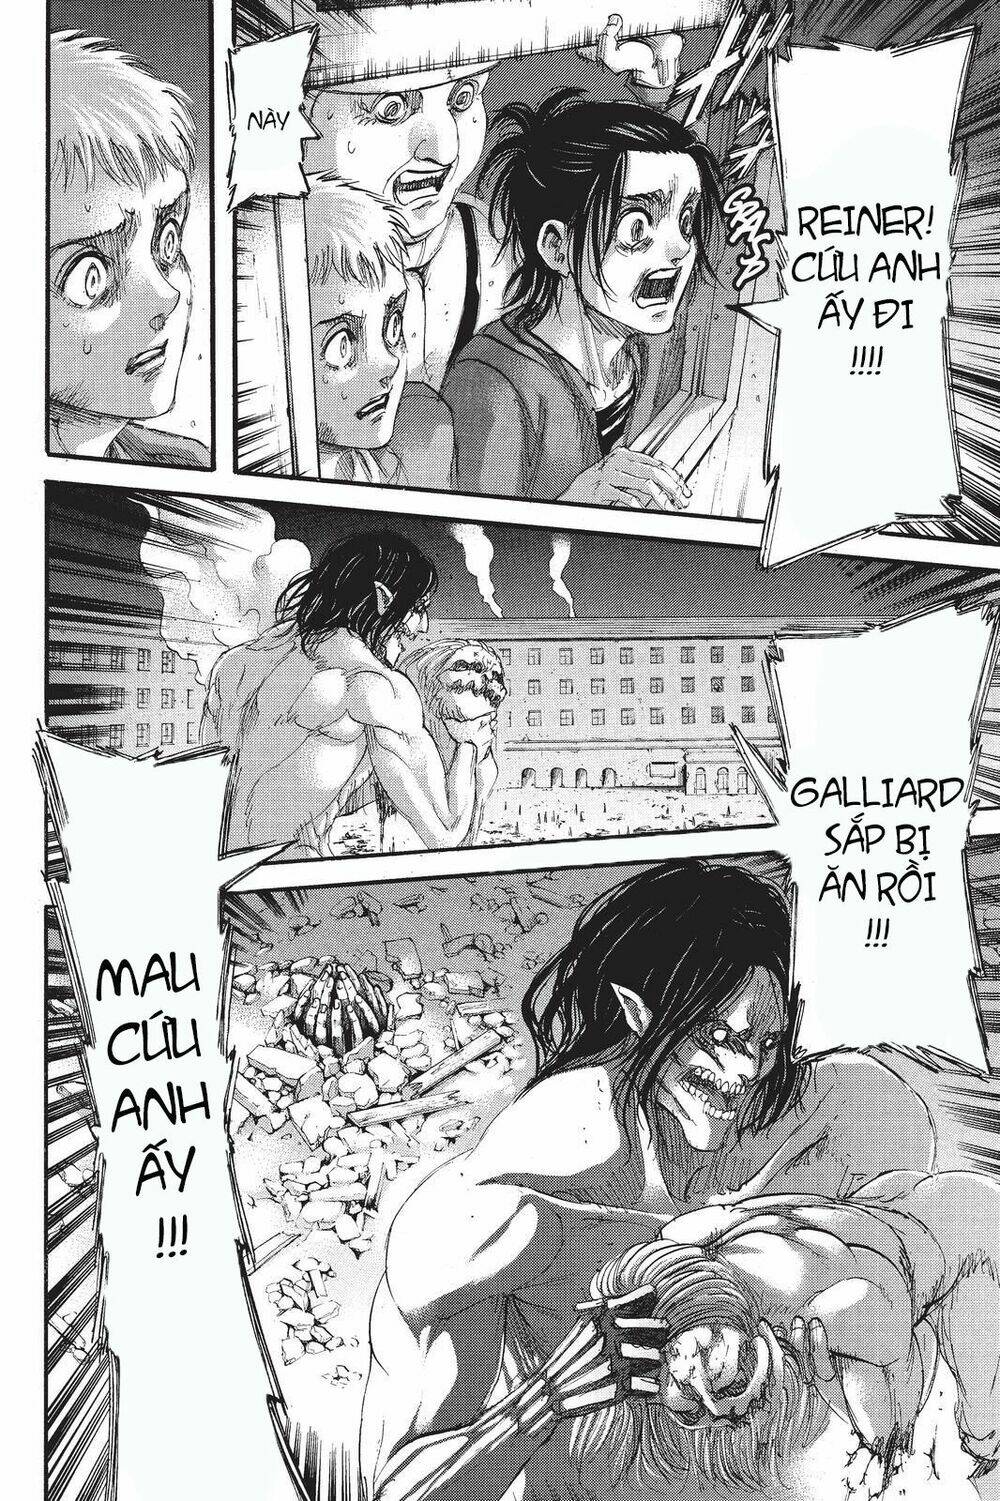 REINER!
CỨU ANH
ẤY ĐI
!!!!
NÀY
GALLIARD
SẮP BỊ
ĂN RỒI
!!!
MAU
CỨU
ANH
ẤY
!!!